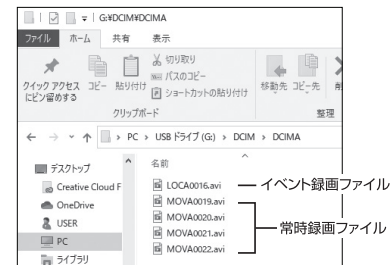 G:¥DCIM¥DCIMA
ファイル ホーム 共有 表示
クイック アクセス にピン留めする
コピー 貼り付け
切り取り
パスのコピー
ショートカットの貼り付け
移動先 コピー先
クリップボード 整理
PC > USB ドライブ (G:) > DCIM > DCIMA
デスクトップ
Creative Cloud F
OneDrive
USER
PC
ライブラリ
名前
LOCA0016.avi
イベント録画ファイル
MOVA0019.avi
MOVA0020.avi
MOVA0021.avi
MOVA0022.avi
常時録画ファイル